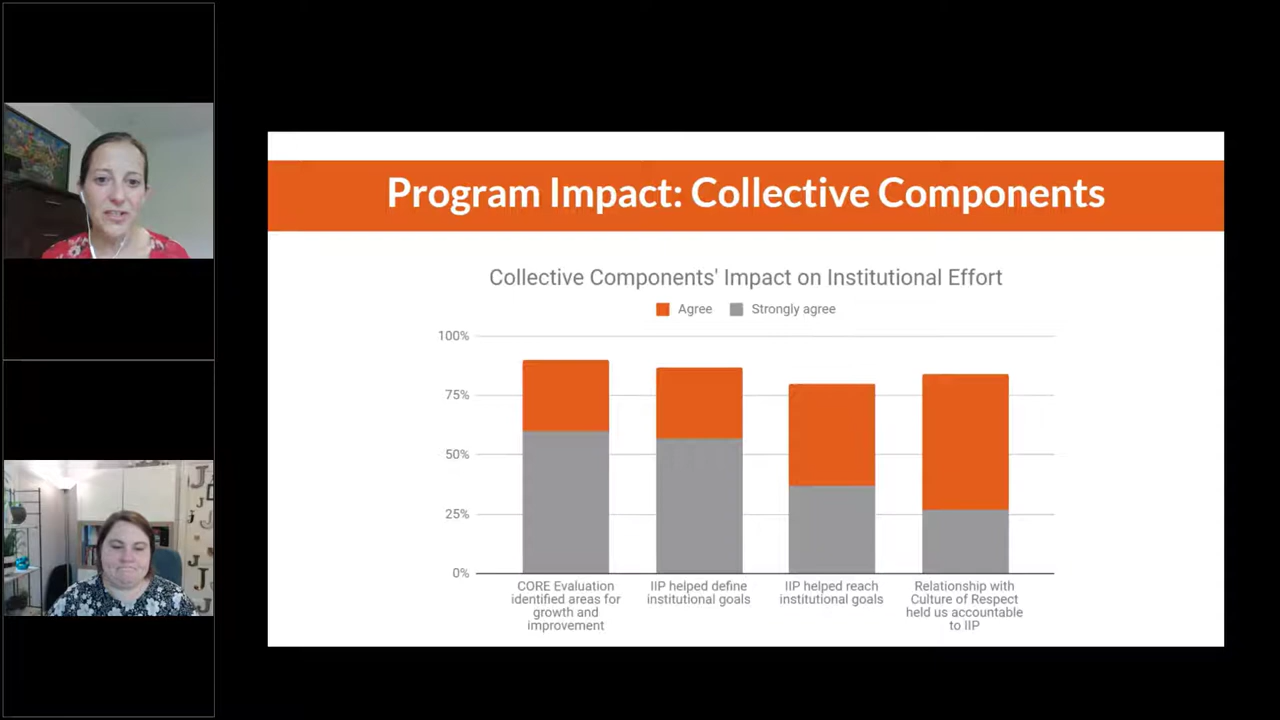 Program Impact: Collective Components
Collective Components' Impact on Institutional Effort
Agree Strongly agree
100%
75%
50%
25%
0%
CORE Evaluation
identified areas for
growth and
improvement
IIP helped define
institutional goals
IIP helped reach
institutional goals
Relationship with
Culture of Respect
held us accountable
to IIP